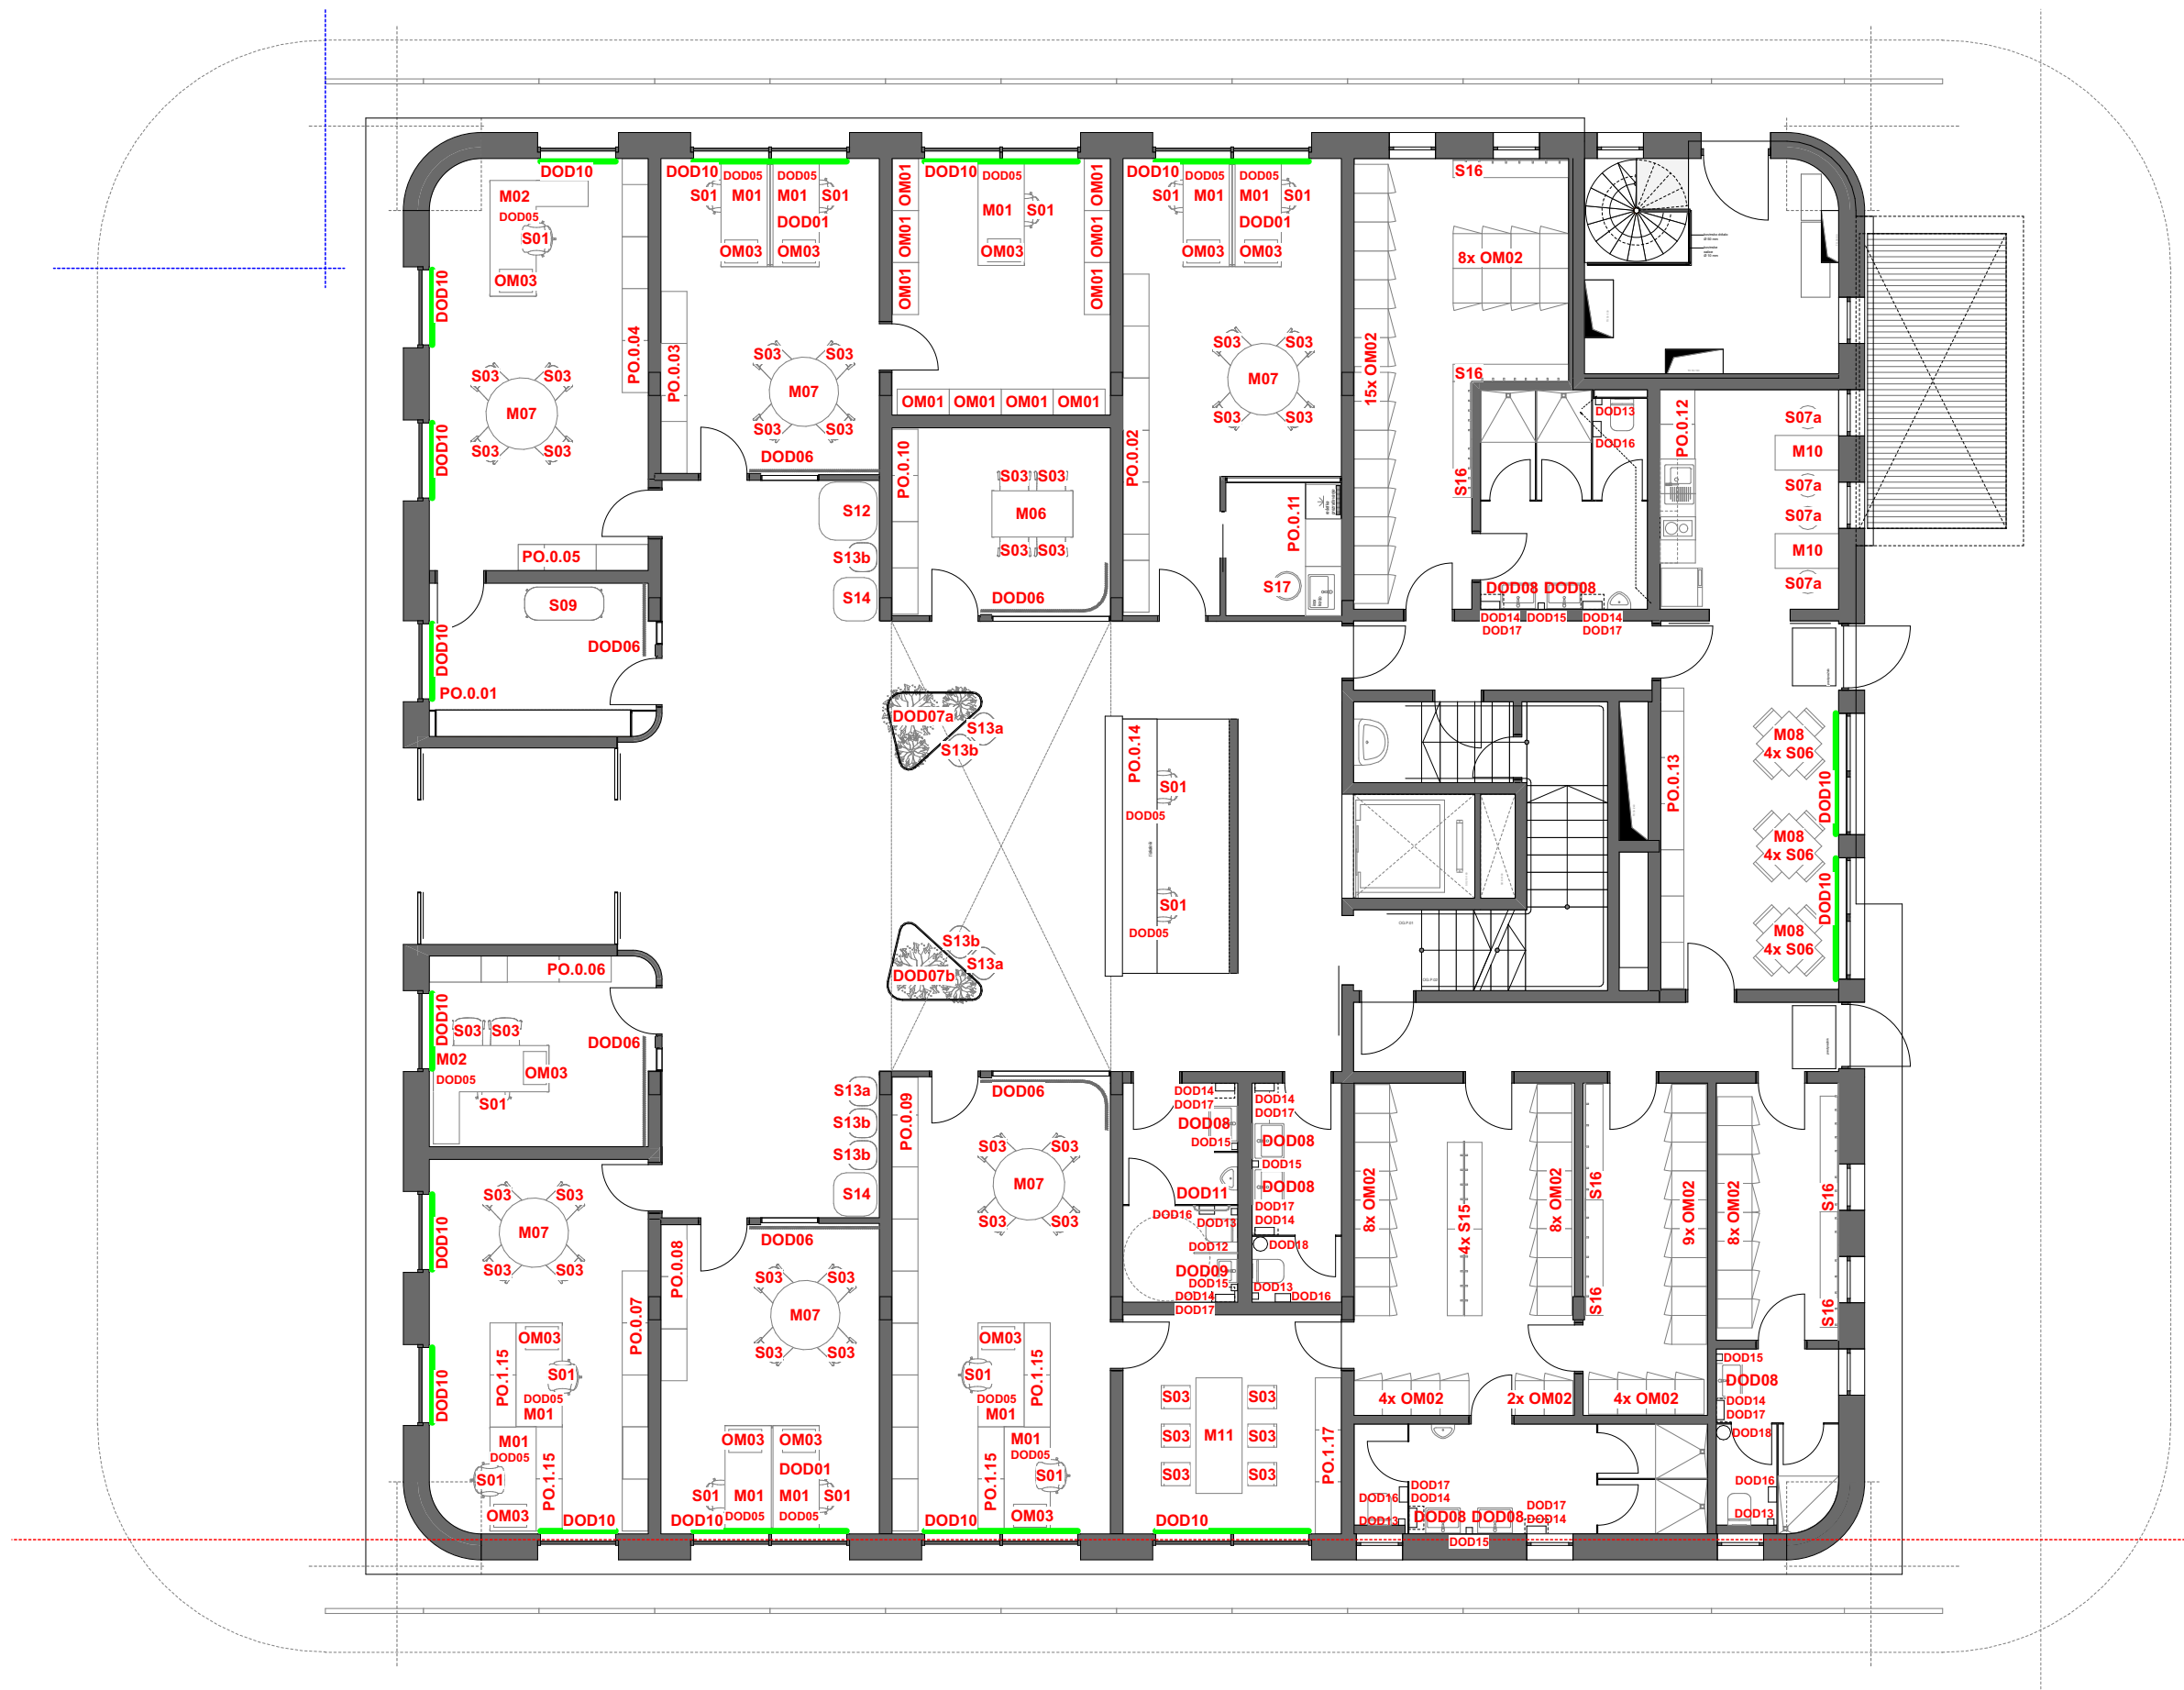 DOD10
M02
DOD05
S01
OM03
DOD10
PO.0.04
S03 S03
M07
S03 S03
DOD10
PO.0.05
DOD10
DOD05 DOD05
S01 M01 M01 S01
DOD01
OM03 OM03
PO.0.03
S03 S03
M07
S03 S03
DOD06
OM01
OM01
OM01
DOD10
DOD05
M01 S01
OM03
OM01
OM01
OM01
OM01 OM01 OM01 OM01
PO.0.10
S03 S03
M06
S03 S03
DOD06
DOD10
DOD05 DOD05
S01 M01 M01 S01
DOD01
OM03 OM03
S03 S03
M07
S03 S03
PO.0.02
PO.0.11
S17
S16
8x OM02
15x OM02
S16
S16
DOD13
DOD16
DOD08 DOD08
DOD14 DOD15 DOD14
DOD17 DOD17
PO.0.12
S07a
M10
S07a
S07a
M10
S07a
S12
S13b
S14
S09
DOD10
DOD06
PO.0.01
DOD07a
S13a
S13b
PO.0.14
S01
DOD05
S01
DOD05
S13b
S13a
DOD07b
PO.0.13
M08
4x S06
DOD10
M08
4x S06
DOD10
M08
4x S06
PO.0.06
DOD10
S03 S03
DOD06
M02
DOD05
OM03
S01
S13a
S13b
S13b
S14
S03 S03
M07
S03 S03
DOD10
PO.0.07
DOD10
OM03
PO.1.15
S01
DOD05
M01
M01
DOD05
S01
PO.1.15
OM03
DOD10
DOD06
PO.0.08
S03 S03
M07
S03 S03
OM03 OM03
DOD01
S01 M01 M01 S01
DOD05 DOD05
DOD10
PO.0.09
DOD06
S03 S03
M07
S03 S03
OM03
S01
PO.1.15
DOD05
M01
M01
DOD05
PO.1.15
S01
OM03
DOD10
DOD14
DOD17
DOD08
DOD15
DOD11
DOD16
DOD13
DOD12
DOD09
DOD15
DOD14
DOD17
DOD14
DOD17
DOD08
DOD15
DOD08
DOD17
DOD14
DOD18
DOD13
DOD16
S03 S03
S03 M11 S03
S03 S03
PO.1.17
DOD10
8x OM02
4x S15
8x OM02
4x OM02 2x OM02
S16
S16
9x OM02
4x OM02
8x OM02
S16
S16
DOD15
DOD08
DOD14
DOD17
DOD18
DOD16
DOD13
DOD17
DOD16 DOD14
DOD13
DOD08 DOD08
DOD17
DOD14
DOD15